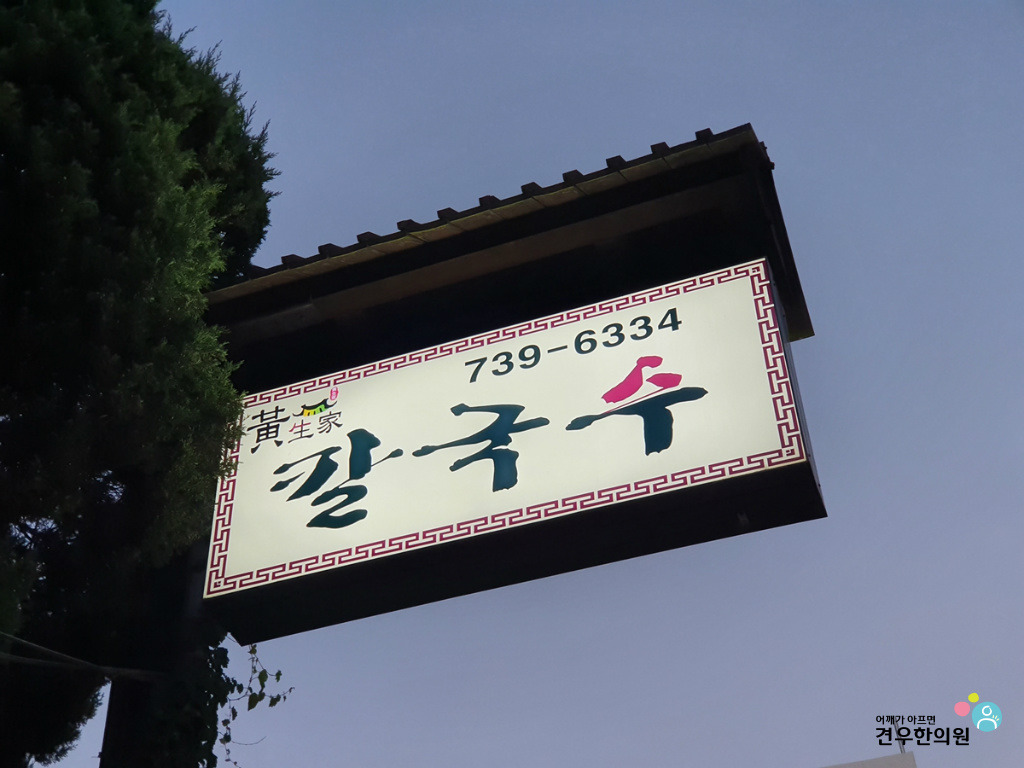 739-6334
黃生家
칼국수
어깨가 아프면
견우한의원